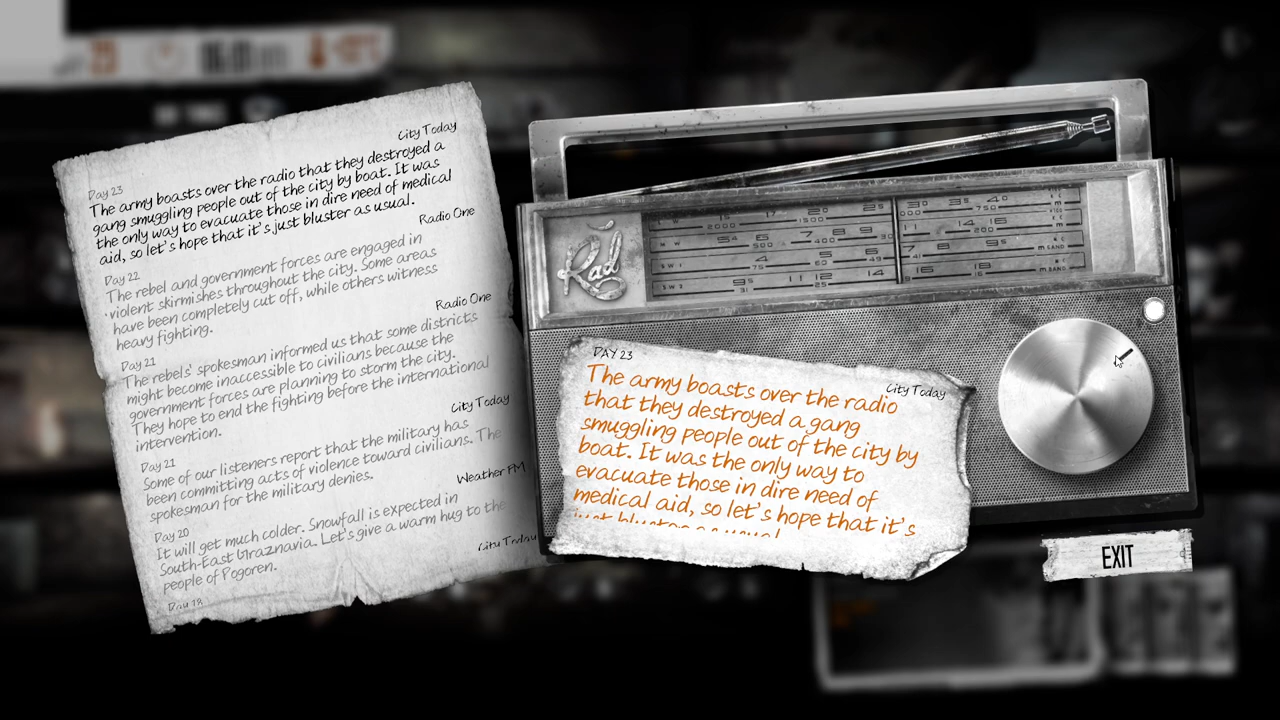 City Today
Day 23
The army boasts over the radio that they destroyed a
gang smuggling people out of the city by boat. It was
the only way to evacuate those in dire need of medical
aid, so let's hope that it's just bluster as usual.
Radio One
Day 22
The rebel and government forces are engaged in
violent skirmishes throughout the city. Some areas
have been completely cut off, while others witness
heavy fighting.
Radio One
Day 21
The rebels' spokesman informed us that some districts
might become inaccessible to civilians because the
government forces are planning to storm the city.
They hope to end the fighting before the international
intervention.
City Today
Day 21
Some of our listeners report that the military has
been committing acts of violence toward civilians. The
spokesman for the military denies.
Weather FM
Day 20
It will get much colder. Snowfall is expected in
South-East Graznavia. Let's give a warm hug to the
people of Pogoren.
City Today
Day 19
Rad
DAY 23
City Today
The army boasts over the radio
that they destroyed a gang
smuggling people out of the city by
boat. It was the only way to
evacuate those in dire need of
medical aid, so let's hope that it's
just bluster as usual.
EXIT